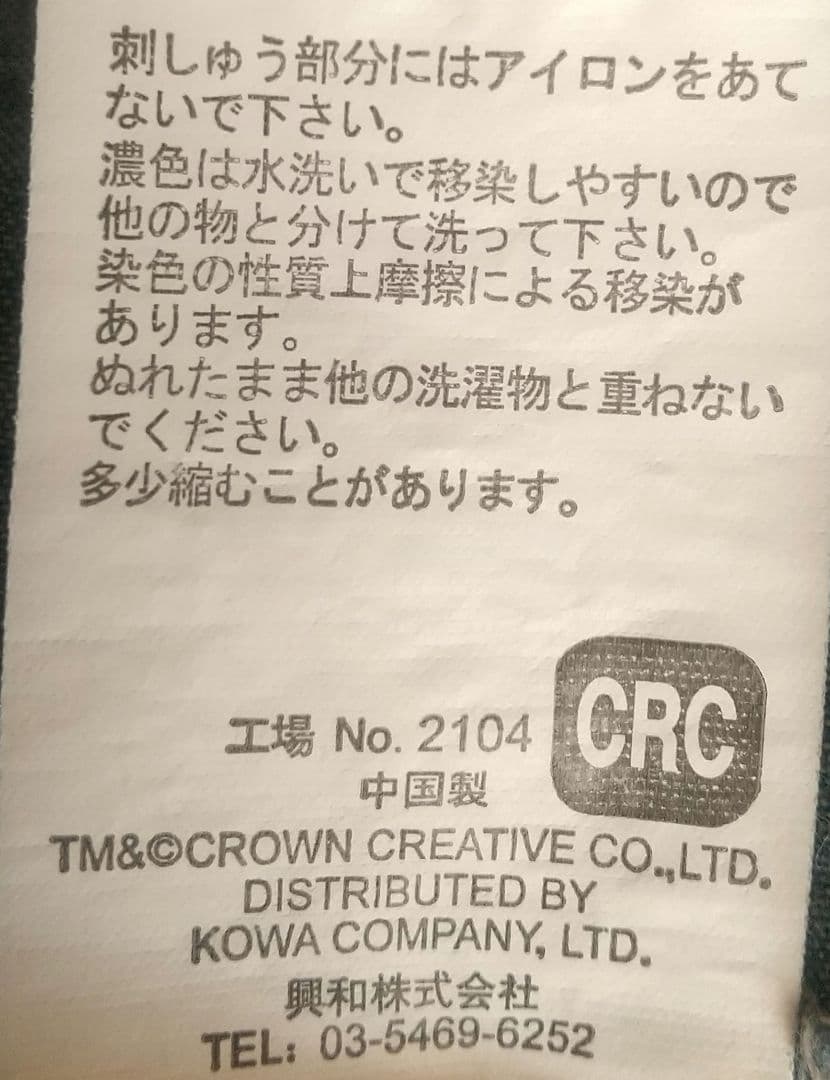 刺しゅう部分にはアイロンをあて
ないで下さい。
濃色は水洗いで移染しやすいので
他の物と分けて洗って下さい。
染色の性質上摩擦による移染が
あります。
ぬれたまま他の洗濯物と重ねない
でください。
多少縮むことがあります。
CRC
工場 No. 2104
中国製
TM&©CROWN CREATIVE CO.,LTD.
DISTRIBUTED BY
KOWA COMPANY, LTD.
興和株式会社
TEL: 03-5469-6252